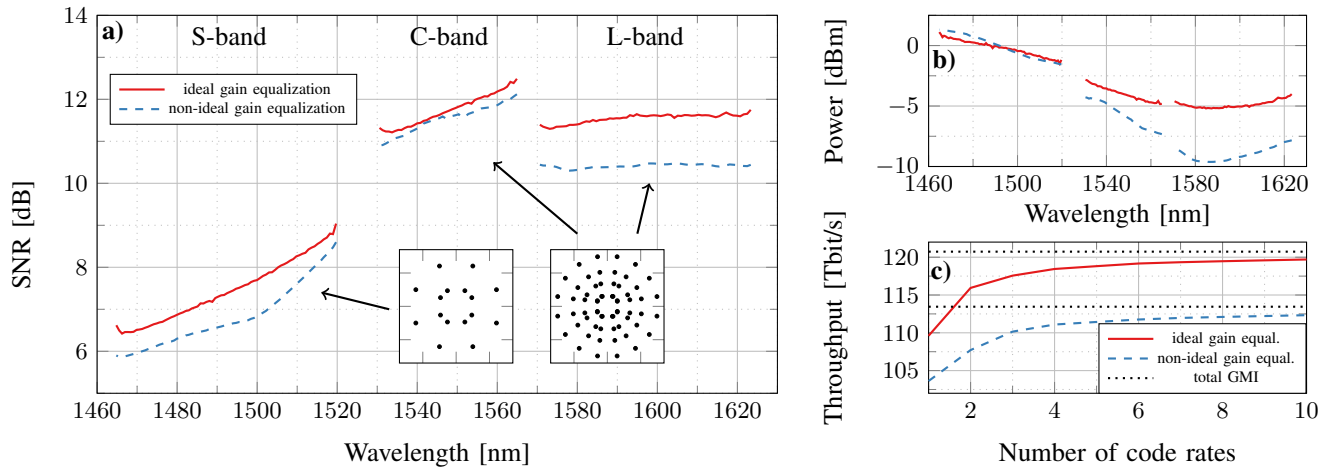 a)
S-band
C-band
L-band
ideal gain equalization
non-ideal gain equalization
14
12
10
8
6
SNR [dB]
1460 1480 1500 1520 1540 1560 1580 1600 1620
Wavelength [nm]
b)
0
−5
−10
Power [dBm]
1460 1500 1540 1580 1620
Wavelength [nm]
c)
120
115
110
105
Throughput [Tbit/s]
ideal gain equal.
non-ideal gain equal.
total GMI
2 4 6 8 10
Number of code rates